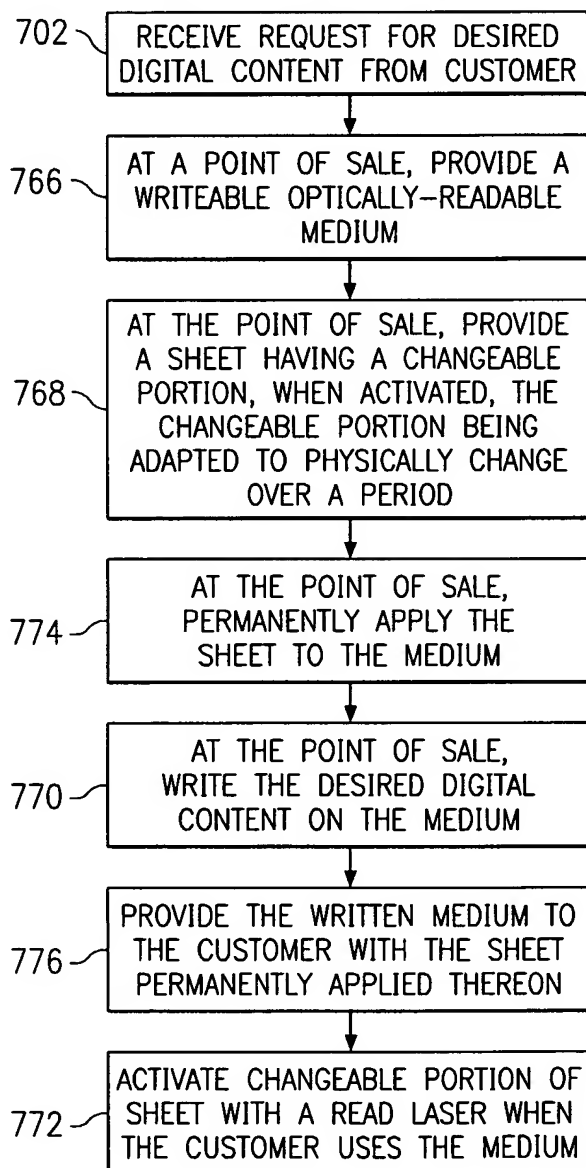 702
RECEIVE REQUEST FOR DESIRED
DIGITAL CONTENT FROM CUSTOMER
766
AT A POINT OF SALE, PROVIDE A
WRITEABLE OPTICALLY-READABLE
MEDIUM
768
AT THE POINT OF SALE, PROVIDE
A SHEET HAVING A CHANGEABLE
PORTION, WHEN ACTIVATED, THE
CHANGEABLE PORTION BEING
ADAPTED TO PHYSICALLY CHANGE
OVER A PERIOD
774
AT THE POINT OF SALE,
PERMANENTLY APPLY THE
SHEET TO THE MEDIUM
770
AT THE POINT OF SALE,
WRITE THE DESIRED DIGITAL
CONTENT ON THE MEDIUM
776
PROVIDE THE WRITTEN MEDIUM TO
THE CUSTOMER WITH THE SHEET
PERMANENTLY APPLIED THEREON
772
ACTIVATE CHANGEABLE PORTION OF
SHEET WITH A READ LASER WHEN
THE CUSTOMER USES THE MEDIUM